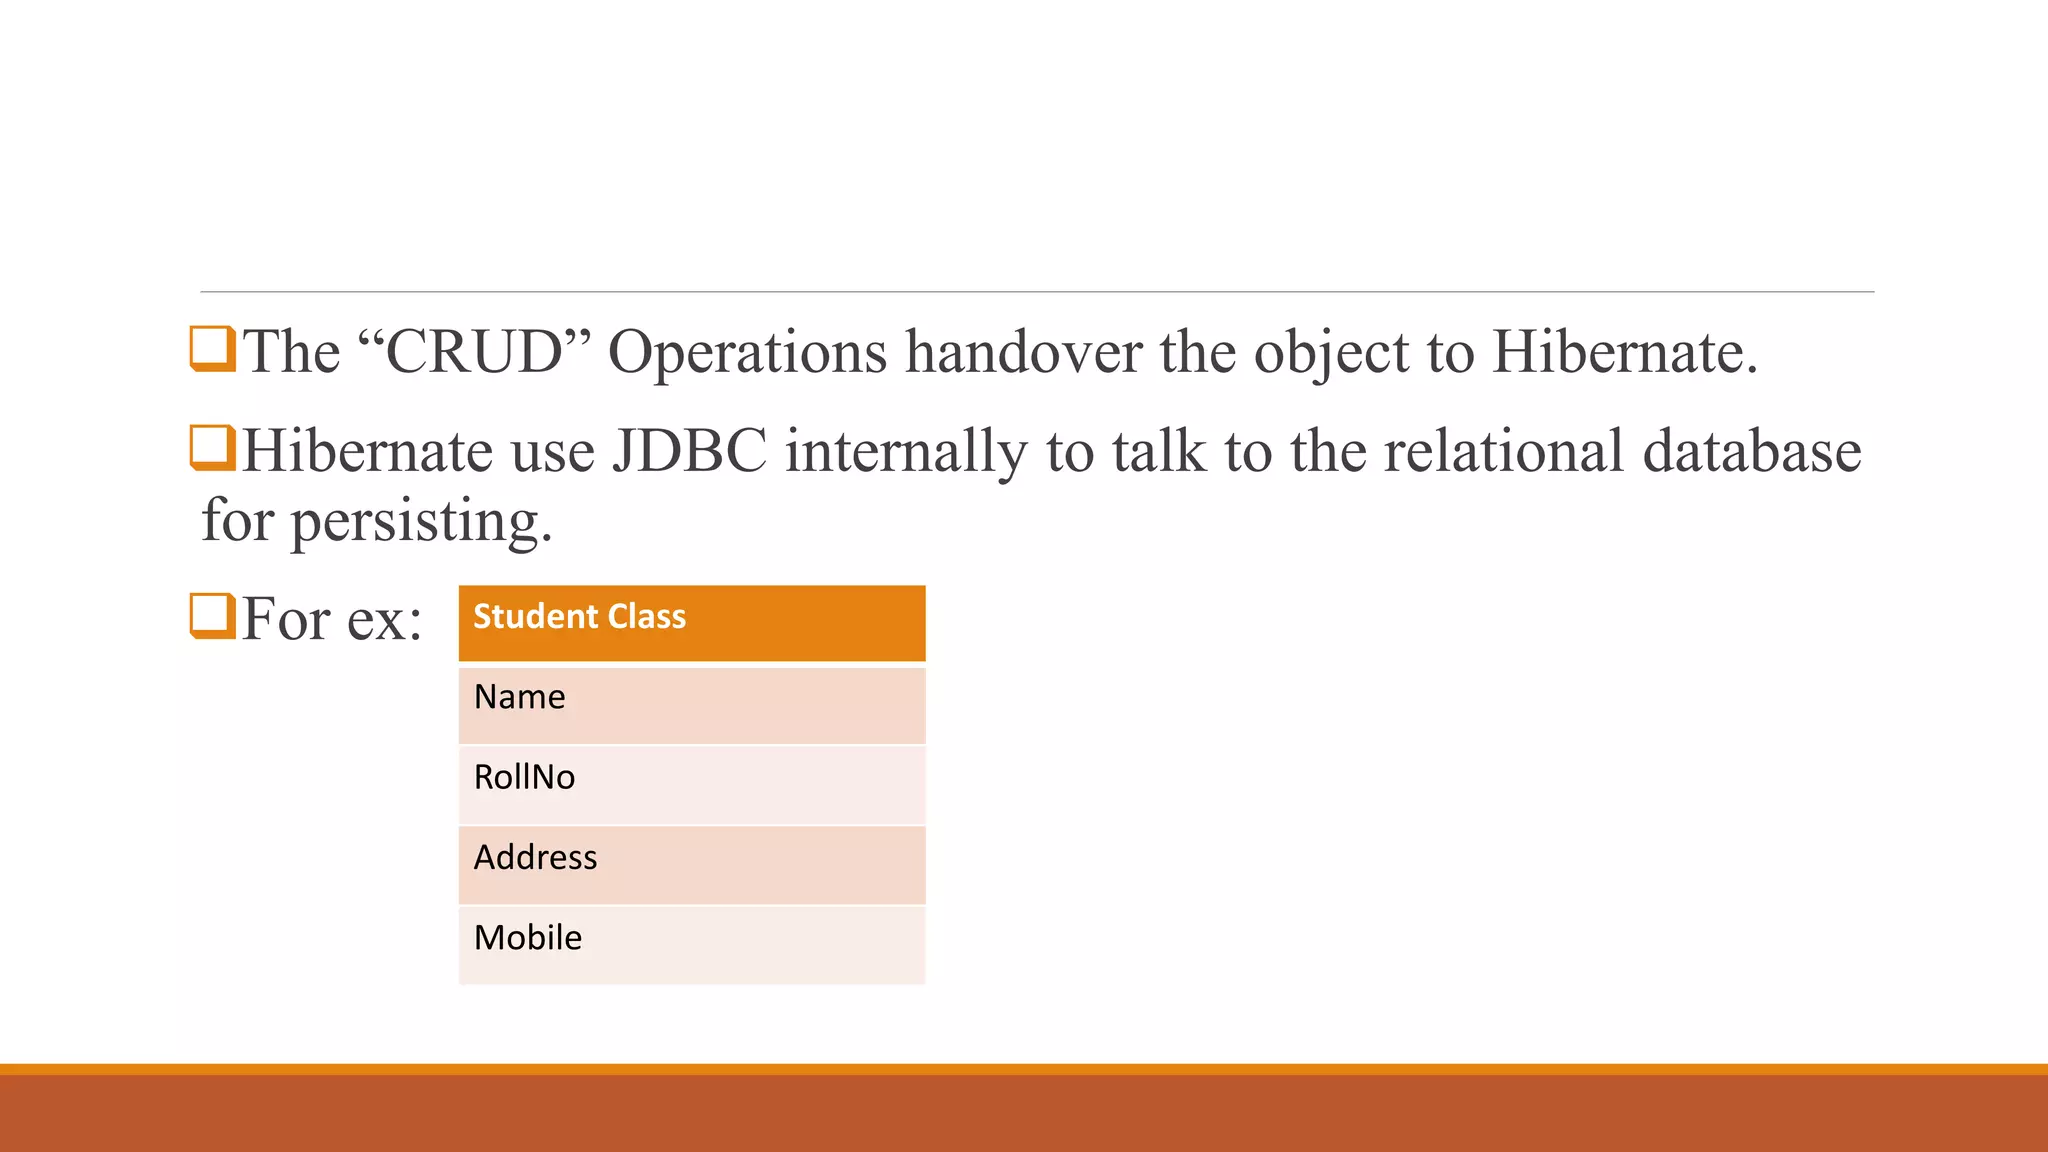 The “CRUD” Operations handover the object to Hibernate.
Hibernate use JDBC internally to talk to the relational database
for persisting.
For ex:
Student Class
Name
RollNo
Address
Mobile